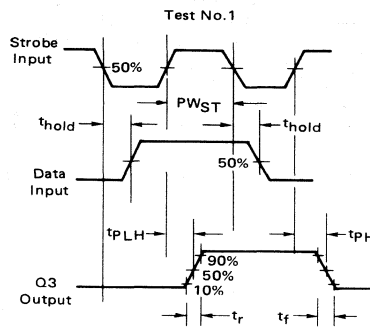 Test No.1
Strobe
Input
50%
PWST
thold
thold
Data
Input
50%
tPLH
tPH
90%
50%
10%
Q3
Output
tr
tf